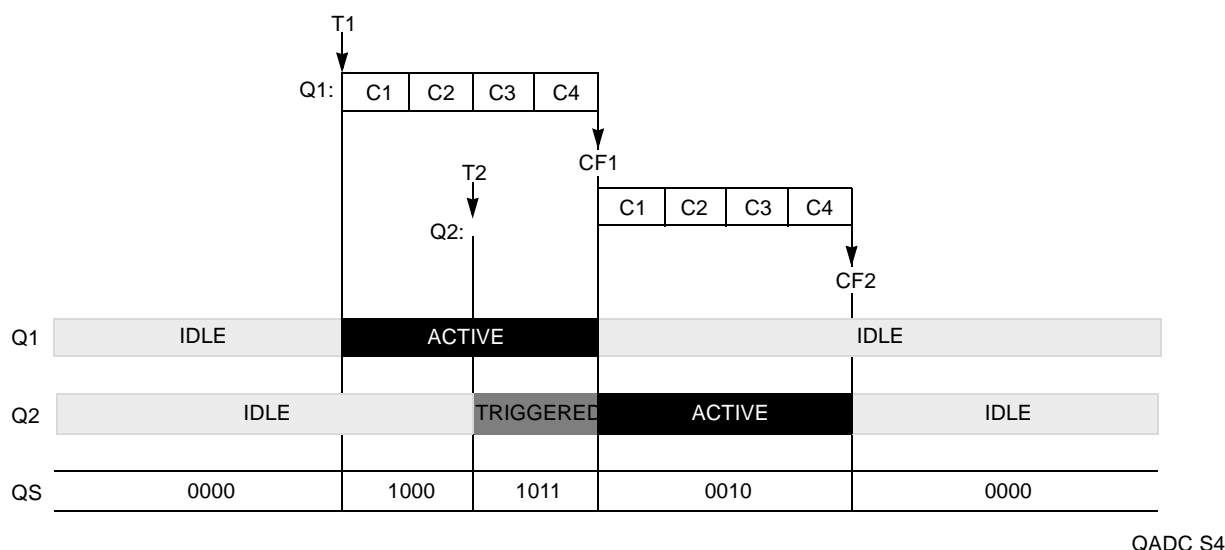 T1
Q1: C1 C2 C3 C4
CF1
T2
C1 C2 C3 C4
Q2:
CF2
Q1 IDLE ACTIVE IDLE
Q2 IDLE TRIGGERED ACTIVE IDLE
QS 0000 1000 1011 0010 0000
QADC S4